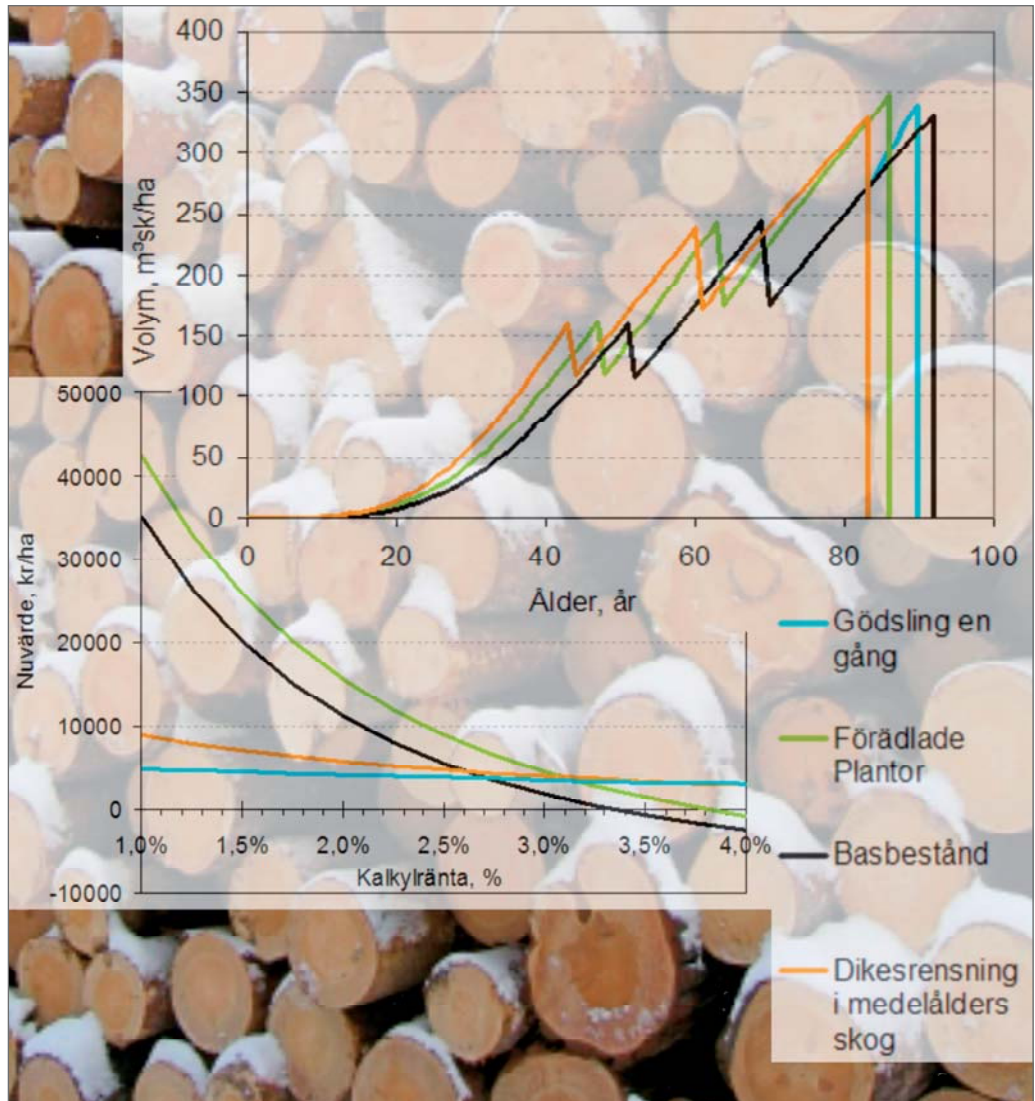 400
350
300
250
200
150
100
50
0
Volym, m³sk/ha
0 20 40 60 80 100
Ålder, år
50000
40000
30000
20000
10000
0
-10000
Nuvärde, kr/ha
1,0% 1,5% 2,0% 2,5% 3,0% 3,5% 4,0%
Kalkylränta, %
Gödsling en
gång
Förädlade
Plantor
Basbestånd
Dikesrensning
i medelålders
skog